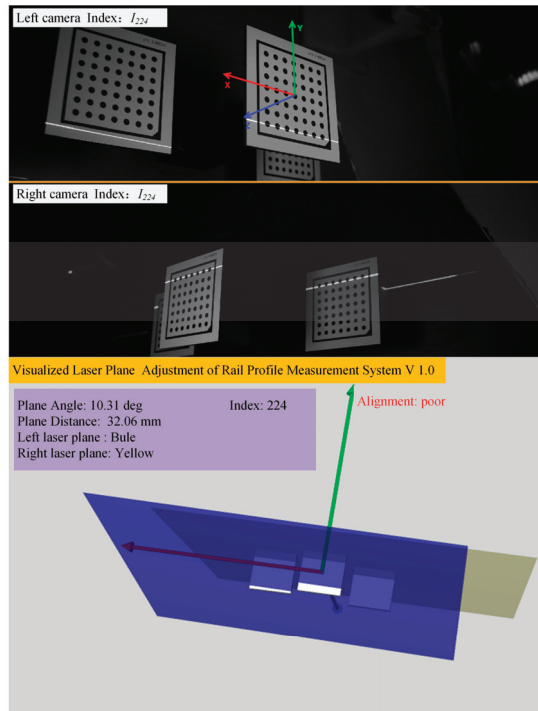 Left camera Index: I224
Y
X
Z
Right camera Index: I224
Visualized Laser Plane Adjustment of Rail Profile Measurement System V 1.0
Plane Angle: 10.31 deg Index: 224
Alignment: poor
Plane Distance: 32.06 mm
Left laser plane : Bule
Right laser plane: Yellow